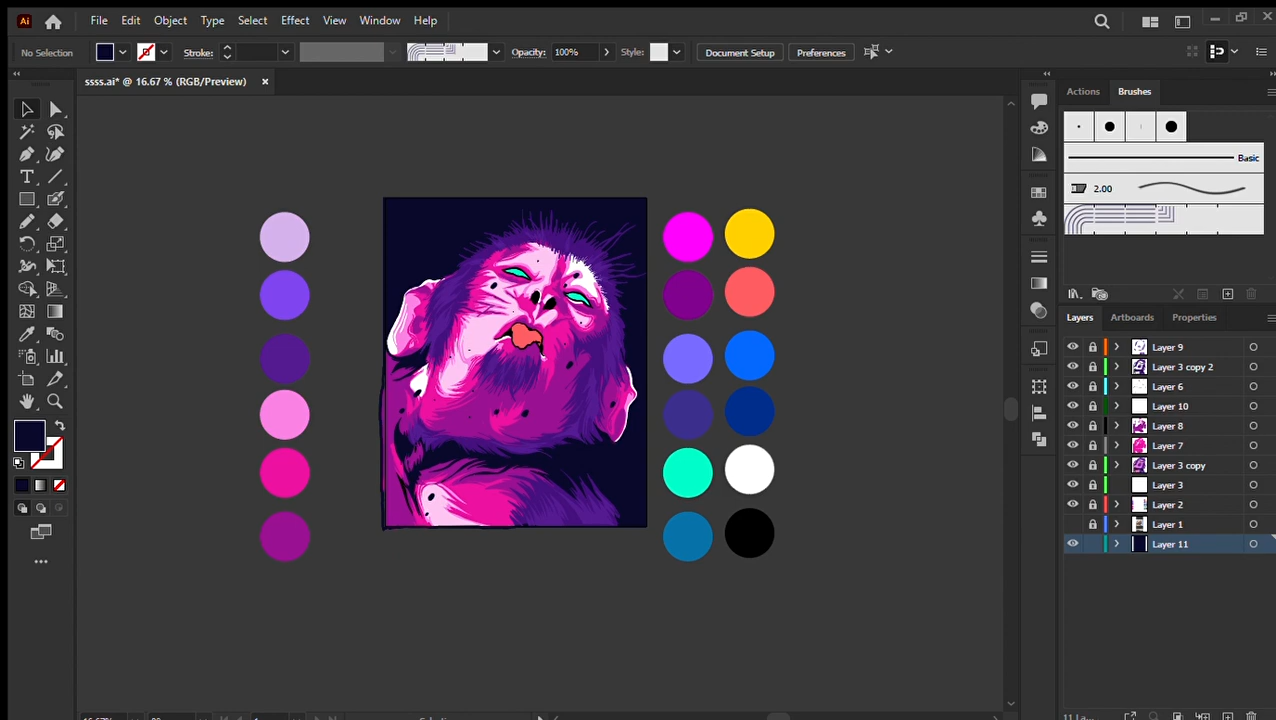 Ai File Edit Object Type Select Effect View Window Help
No Selection Stroke: Opacity: 100% Style: Document Setup Preferences
ssss.ai* @ 16.67 % (RGB/Preview)
Actions Brushes
Basic
2.00
Layers Artboards Properties
Layer 9
Layer 3 copy 2
Layer 6
Layer 10
Layer 8
Layer 7
Layer 3 copy
Layer 3
Layer 2
Layer 1
Layer 11